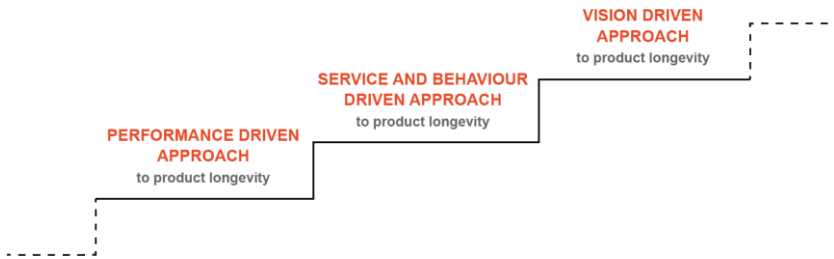 VISION DRIVEN
APPROACH
to product longevity
SERVICE AND BEHAVIOUR
DRIVEN APPROACH
to product longevity
PERFORMANCE DRIVEN
APPROACH
to product longevity